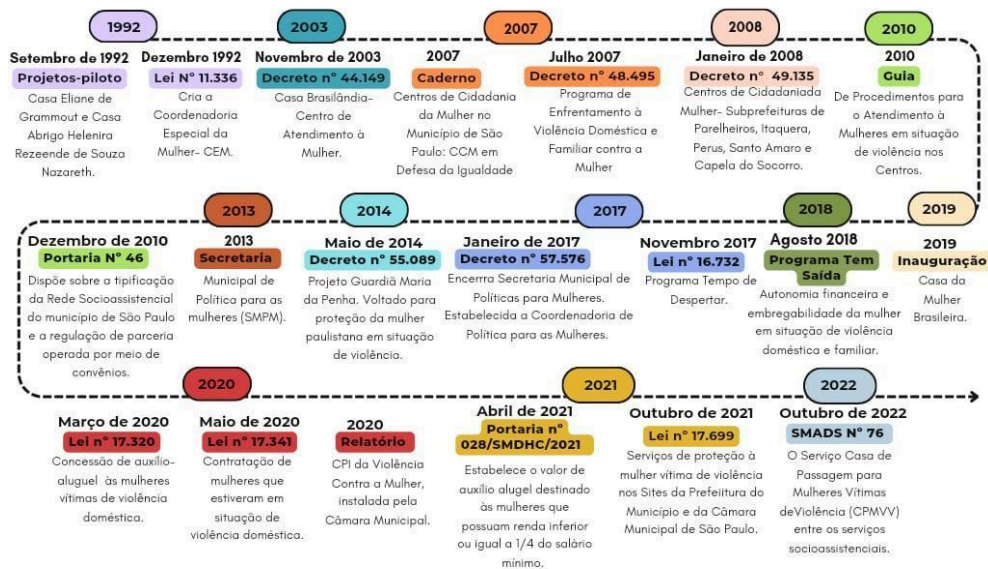 1992
2003
2007
2008
2010
Setembro de 1992
Projetos-piloto
Casa Eliane de
Grammout e Casa
Abrigo Helenira
Rezeende de Souza
Nazareth.
Dezembro 1992
Lei Nº 11.336
Cria a
Coordenadoria
Especial da
Mulher- CEM.
Novembro de 2003
Decreto nº 44.149
Casa Brasilândia-
Centro de
Atendimento à
Mulher.
2007
Caderno
Centros de Cidadania
da Mulher no
Município de São
Paulo: CCM em
Defesa da Igualdade
Julho 2007
Decreto nº 48.495
Programa de
Enfrentamento à
Violência Doméstica e
Familiar contra a
Mulher
Janeiro de 2008
Decreto nº 49.135
Centros de Cidadaniada
Mulher- Subprefeituras de
Parelheiros, Itaquera,
Perus, Santo Amaro e
Capela do Socorro.
2010
Guia
De Procedimentos para
o Atendimento à
Mulheres em situação
de violência nos
Centros.
2013
2014
2017
2018
2019
Dezembro de 2010
Portaria Nº 46
Dispõe sobre a tipificação
da Rede Socioassistencial
do município de São Paulo
e a regulação de parceria
operada por meio de
convênios.
2013
Secretaria
Municipal de
Política para as
mulheres (SMPM).
Maio de 2014
Decreto nº 55.089
Projeto Guardiã Maria
da Penha. Voltado para
proteção da mulher
paulistana em situação
de violência.
Janeiro de 2017
Decreto nº 57.576
Encerrra Secretaria Municipal de
Políticas para Mulheres.
Estabelecida a Coordenadoria de
Política para as Mulheres.
Novembro 2017
Lei nº 16.732
Programa Tempo de
Despertar.
Agosto 2018
Programa Tem
Saída
Autonomia financeira e
embregabilidade da mulher
em situação de violência
doméstica e familiar.
2019
Inauguração
Casa da
Mulher
Brasileira.
2020
2021
2022
Março de 2020
Lei nº 17.320
Concessão de auxílio-
aluguel às mulheres
vítimas de violência
doméstica.
Maio de 2020
Lei nº 17.341
Contratação de
mulheres que
estiveram em
situação de
violência doméstica.
2020
Relatório
CPI da Violência
Contra a Mulher,
instalada pela
Câmara Municipal.
Abril de 2021
Portaria nº
028/SMDHC/2021
Estabelece o valor de
auxílio alugel destinado
às mulheres que
possuam renda inferior
ou igual a 1/4 do salário
mínimo.
Outubro de 2021
Lei nº 17.699
Serviços de proteção à
mulher vítima de violência
nos Sites da Prefeiitura do
Município e da Câmara
Municipal de São Paulo.
Outubro de 2022
SMADS Nº 76
O Serviço Casa de
Passagem para
Mulheres Vítimas
deViolência (CPMVV)
entre os serviços
socioassistenciais.